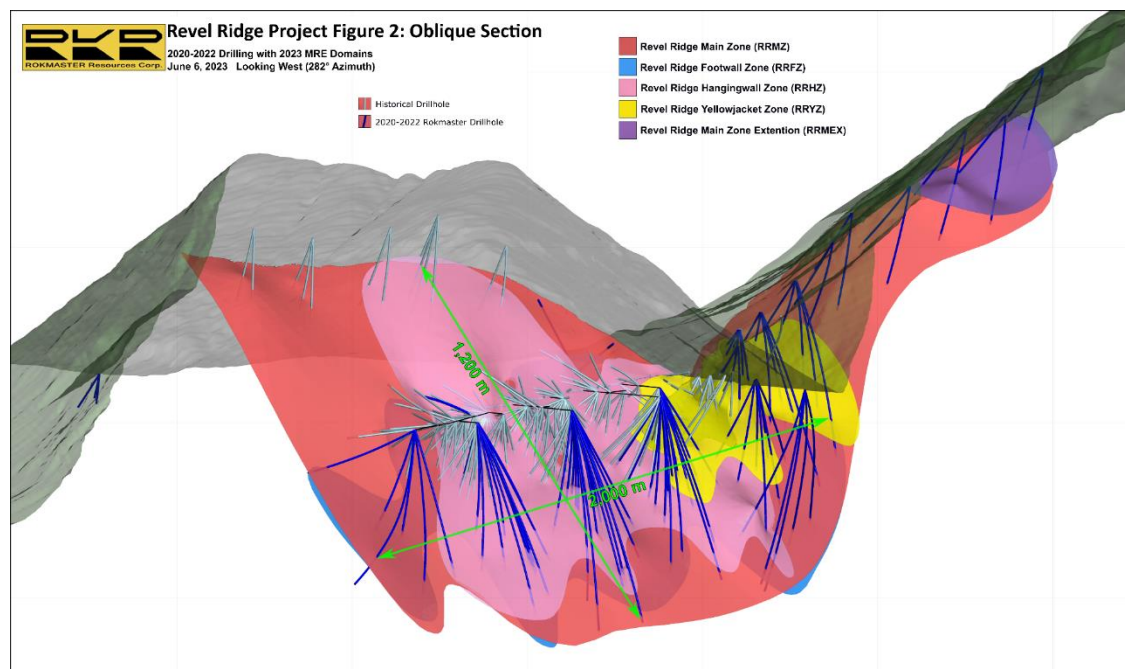 RKR
ROKMASTER Resources Corp.
Revel Ridge Project Figure 2: Oblique Section
2020-2022 Drilling with 2023 MRE Domains
June 6, 2023 Looking West (282° Azimuth)
Historical Drillhole
2020-2022 Rokmaster Drillhole
Revel Ridge Main Zone (RRMZ)
Revel Ridge Footwall Zone (RRFZ)
Revel Ridge Hangingwall Zone (RRHZ)
Revel Ridge Yellowjacket Zone (RRYZ)
Revel Ridge Main Zone Extention (RRMEX)
1,200 m
2,000 m